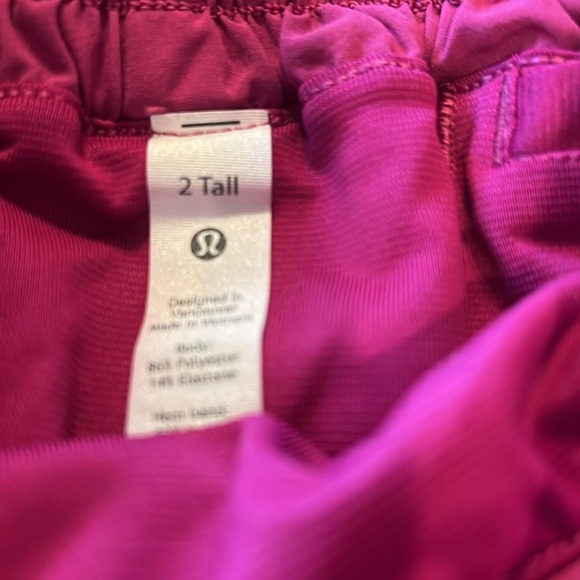 2 Tall
Designed in
Vancouver
Made in Vietnam
Body:
86% Polyester
14% Elastane
Hem band: